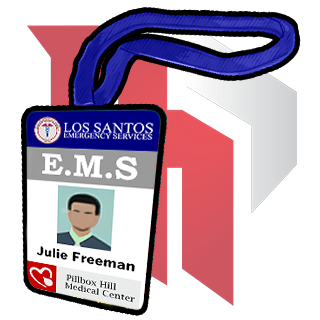 LOS SANTOS
EMERGENCY SERVICES
E.M.S
Julie Freeman
Pillbox Hill
Medical Center